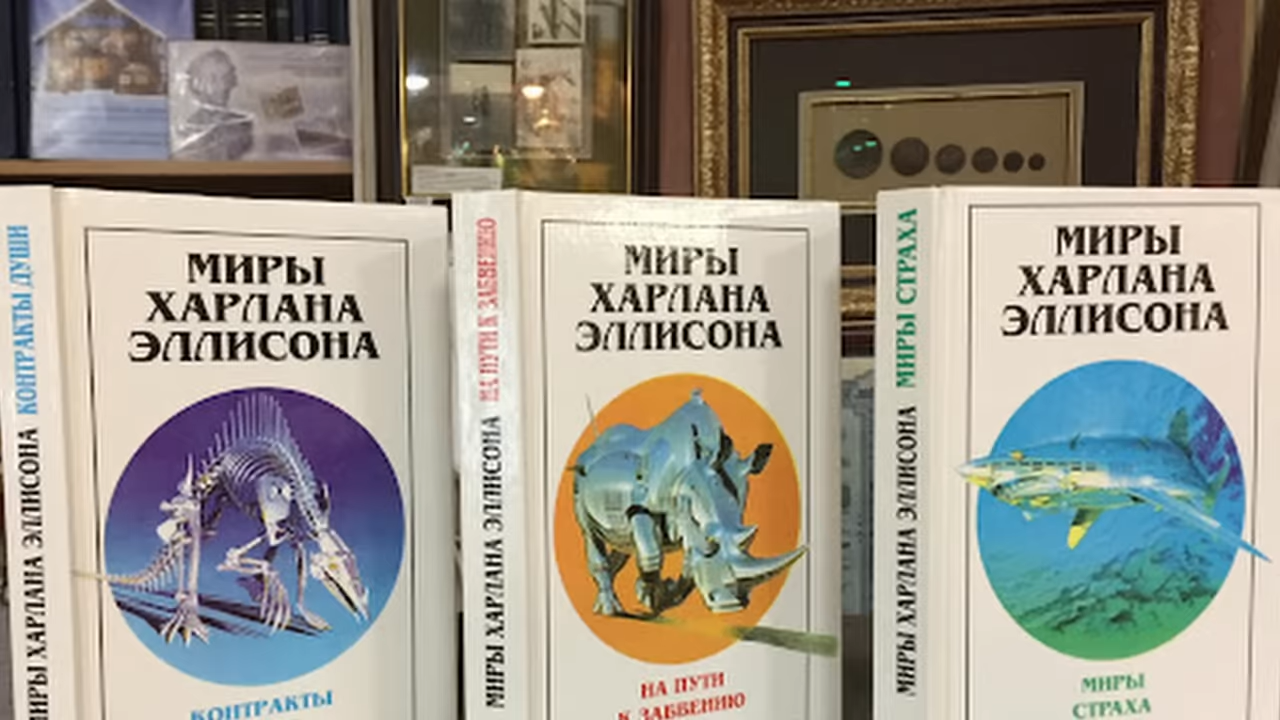 КОНТРАКТЫ ДУШИ
МИРЫ ХАРЛАНА ЭЛЛИСОНА
МИРЫ
ХАРЛАНА
ЭЛЛИСОНА
КОНТРАКТЫ
НА ПУТИ К ЗАБВЕНИЮ
МИРЫ ХАРЛАНА ЭЛЛИСОНА
МИРЫ
ХАРЛАНА
ЭЛЛИСОНА
НА ПУТИ
К ЗАБВЕНИЮ
МИРЫ СТРАХА
МИРЫ ХАРЛАНА ЭЛЛИСОНА
МИРЫ
ХАРЛАНА
ЭЛЛИСОНА
МИРЫ
СТРАХА